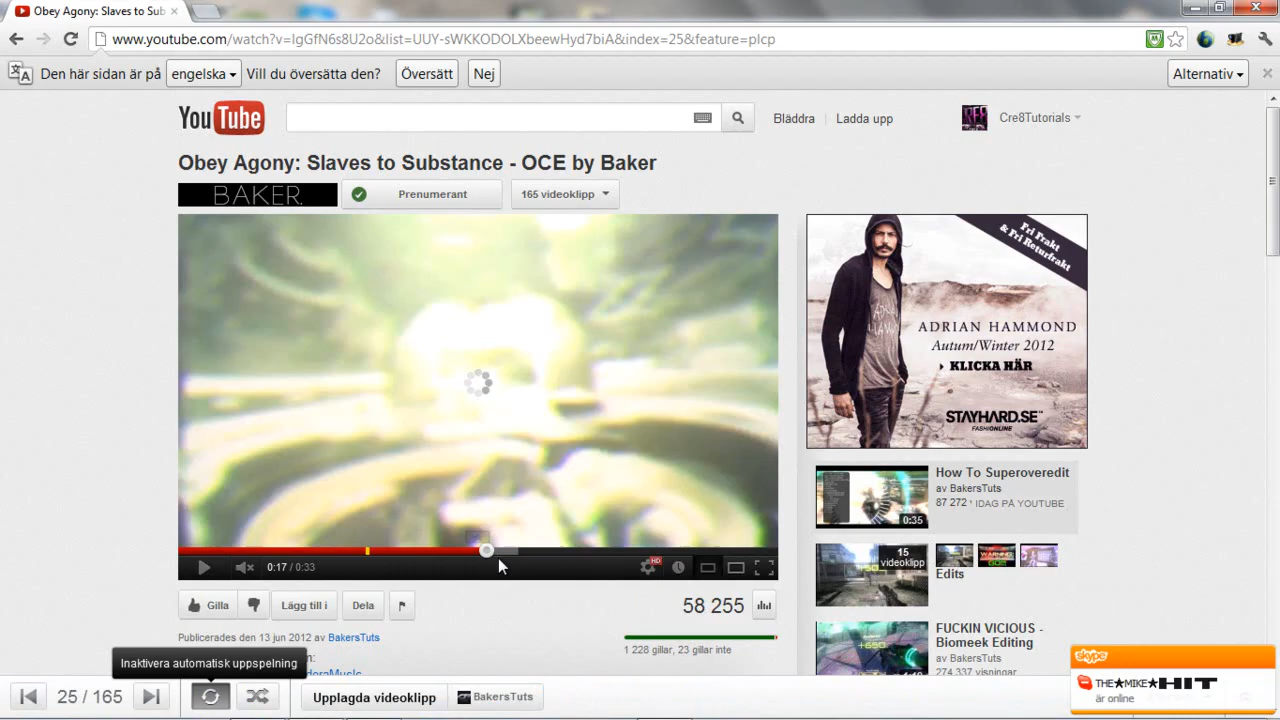 Obey Agony: Slaves to Sub
www.youtube.com/watch?v=lgGfN6s8U2o&list=UUY-sWKKODOLXbeewHyd7biA&index=25&feature=plcp
Den här sidan är på engelska Vill du översätta den? Översätt Nej Alternativ
YouTube Bläddra Ladda upp Cre8Tutorials
Obey Agony: Slaves to Substance - OCE by Baker
BAKER. Prenumerant 165 videoklipp
Fri Frakt
& Fri Returfrakt
ADRIAN HAMMOND
Autum/Winter 2012
KLICKA HÄR
STAYHARD.SE
FASHIONLINE
How To Superoveredit
av BakersTuts
87 272 IDAG PÅ YOUTUBE
0:35
15
videoklipp
Edits
FUCKIN VICIOUS -
Biomeek Editing
av BakersTuts
274 337 visningar
0:17 / 0:33 HD
Gilla Lägg till i Dela 58 255
Publicerades den 13 jun 2012 av BakersTuts
1 228 gillar, 23 gillar inte
Inaktivera automatisk uppspelning
25 / 165 Uppladda videoklipp BakersTuts
skype
THE★MIKE★HIT
är online